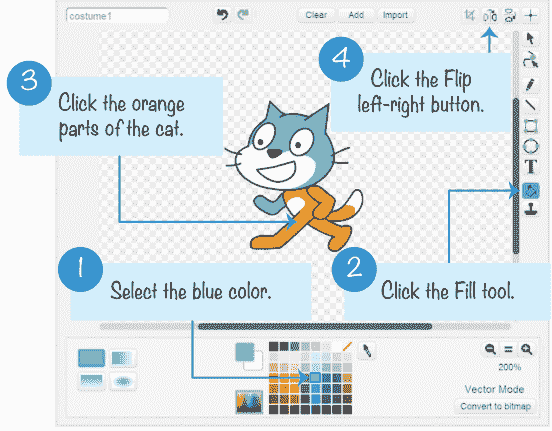 costume1
Clear
Add
Import
4
Click the Flip
left-right button.
3
Click the orange
parts of the cat.
T
1
Select the blue color.
2
Click the Fill tool.
200%
Vector Mode
Convert to bitmap